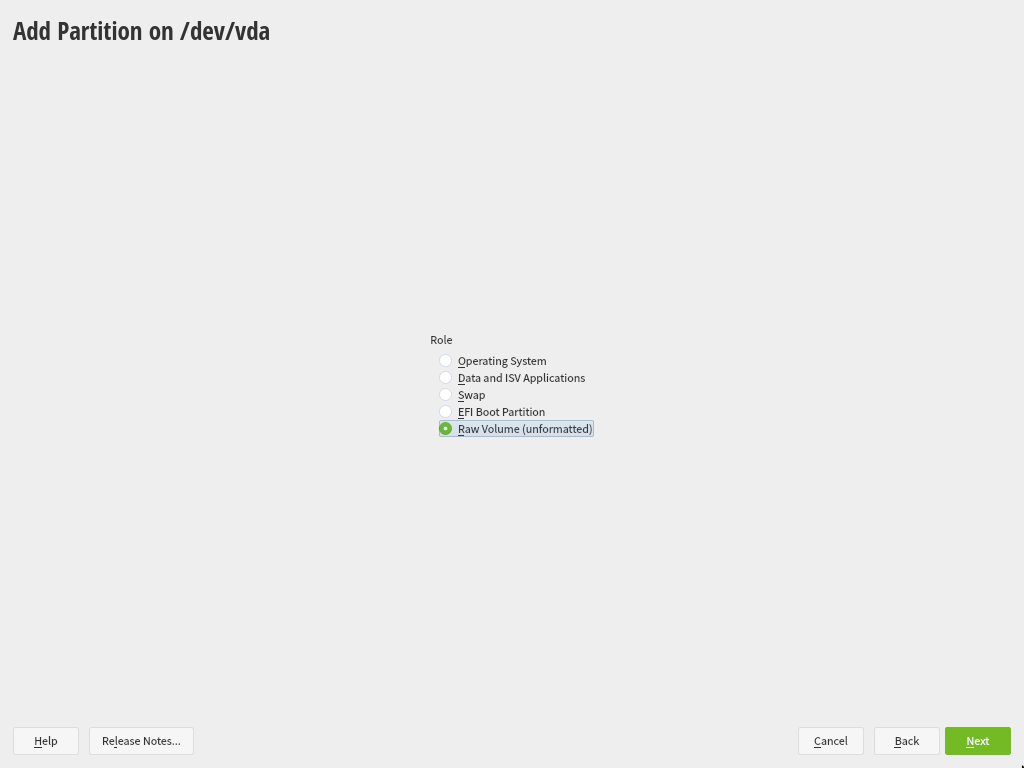 Add Partition on /dev/vda
Role
Operating System
Data and ISV Applications
Swap
EFI Boot Partition
Raw Volume (unformatted)
Help
Release Notes...
Cancel
Back
Next